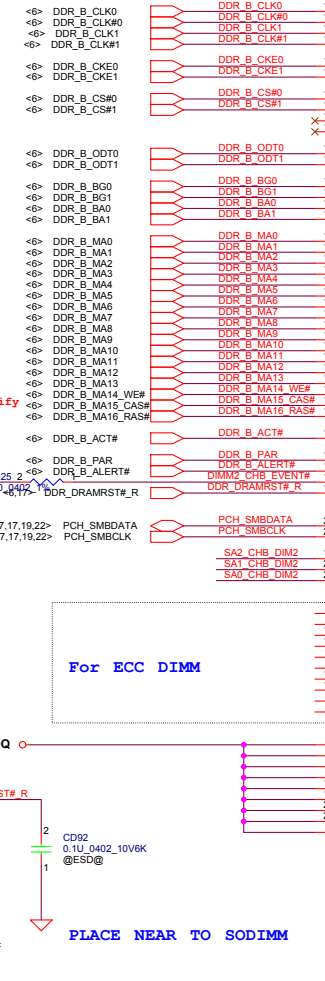 <6> DDR_B_CLK0 DDR_B_CLK0
<6> DDR_B_CLK#0 DDR_B_CLK#0
<6> DDR_B_CLK1 DDR_B_CLK1
<6> DDR_B_CLK#1 DDR_B_CLK#1
<6> DDR_B_CKE0 DDR_B_CKE0
<6> DDR_B_CKE1 DDR_B_CKE1
<6> DDR_B_CS#0 DDR_B_CS#0
<6> DDR_B_CS#1 DDR_B_CS#1
<6> DDR_B_ODT0 DDR_B_ODT0
<6> DDR_B_ODT1 DDR_B_ODT1
<6> DDR_B_BG0 DDR_B_BG0
<6> DDR_B_BG1 DDR_B_BG1
<6> DDR_B_BA0 DDR_B_BA0
<6> DDR_B_BA1 DDR_B_BA1
<6> DDR_B_MA0 DDR_B_MA0
<6> DDR_B_MA1 DDR_B_MA1
<6> DDR_B_MA2 DDR_B_MA2
<6> DDR_B_MA3 DDR_B_MA3
<6> DDR_B_MA4 DDR_B_MA4
<6> DDR_B_MA5 DDR_B_MA5
<6> DDR_B_MA6 DDR_B_MA6
<6> DDR_B_MA7 DDR_B_MA7
<6> DDR_B_MA8 DDR_B_MA8
<6> DDR_B_MA9 DDR_B_MA9
<6> DDR_B_MA10 DDR_B_MA10
<6> DDR_B_MA11 DDR_B_MA11
<6> DDR_B_MA12 DDR_B_MA12
<6> DDR_B_MA13 DDR_B_MA13
<6> DDR_B_MA14_WE# DDR_B_MA14_WE#
ify <6> DDR_B_MA15_CAS# DDR_B_MA15_CAS#
<6> DDR_B_MA16_RAS# DDR_B_MA16_RAS#
<6> DDR_B_ACT# DDR_B_ACT#
<6> DDR_B_PAR DDR_B_PAR
<6> DDR_B_ALERT# DDR_B_ALERT#
25 2 1 DIMM2_CHB_EVENT#
_0402_1%
<6,17> DDR_DRAMRST#_R DDR_DRAMRST#_R
7,17,19,22> PCH_SMBDATA PCH_SMBDATA
7,17,19,22> PCH_SMBCLK PCH_SMBCLK
SA2_CHB_DIM2
SA1_CHB_DIM2
SA0_CHB_DIM2
For ECC DIMM
Q
ST#_R
2
CD92
0.1U_0402_10V6K
@ESD@
1
PLACE NEAR TO SODIMM